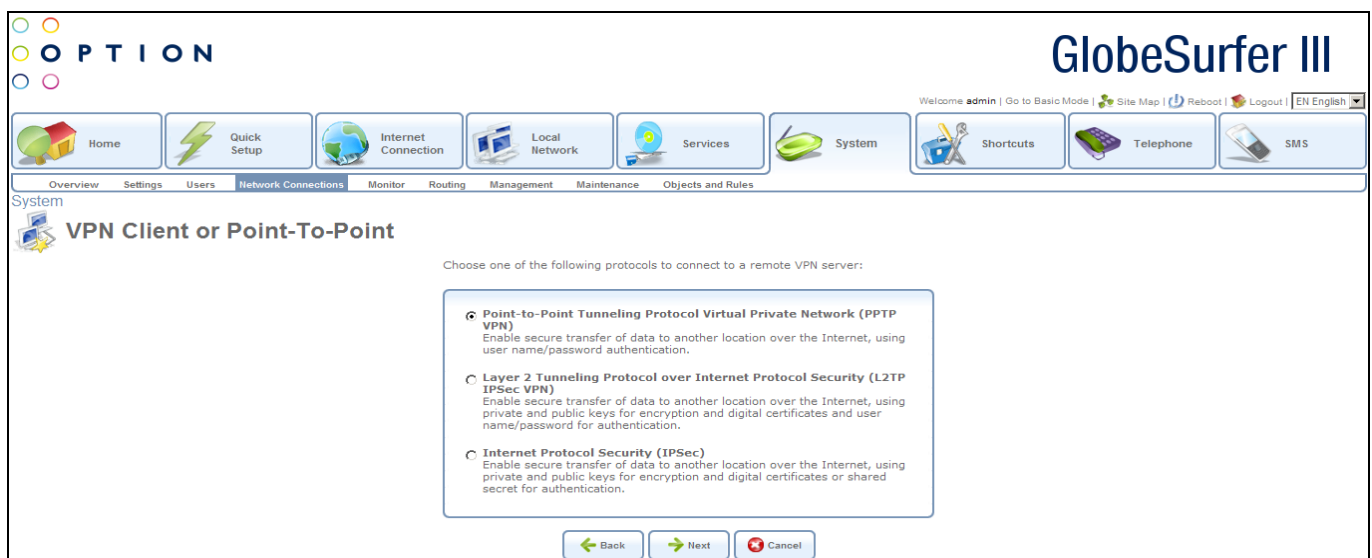 OPTION
GlobeSurfer III
Welcome admin | Go to Basic Mode | Site Map | Reboot | Logout | EN English
Home
Quick Setup
Internet Connection
Local Network
Services
System
Shortcuts
Telephone
SMS
Overview Settings Users Network Connections Monitor Routing Management Maintenance Objects and Rules
System
VPN Client or Point-To-Point
Choose one of the following protocols to connect to a remote VPN server:
Point-to-Point Tunneling Protocol Virtual Private Network (PPTP
VPN)
Enable secure transfer of data to another location over the Internet, using
user name/password authentication.
Layer 2 Tunneling Protocol over Internet Protocol Security (L2TP
IPSec VPN)
Enable secure transfer of data to another location over the Internet, using
private and public keys for encryption and digital certificates and user
name/password for authentication.
Internet Protocol Security (IPSec)
Enable secure transfer of data to another location over the Internet, using
private and public keys for encryption and digital certificates or shared
secret for authentication.
Back
Next
Cancel